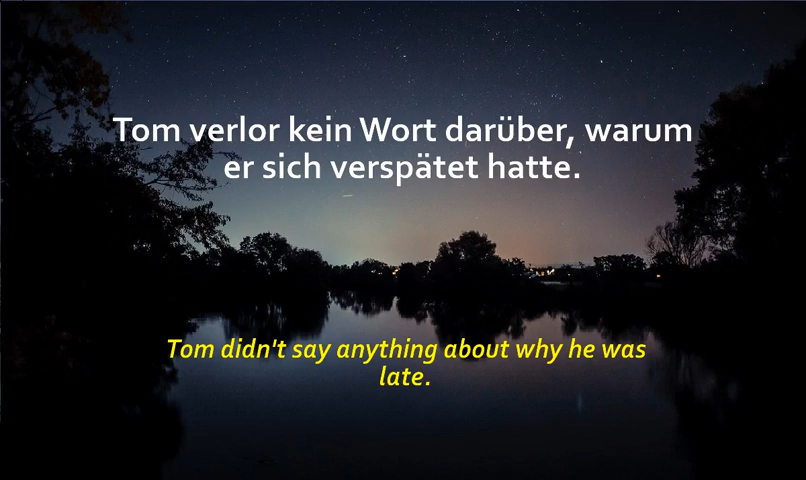 Tom verlor kein Wort darüber, warum
er sich verspätet hatte.
Tom didn't say anything about why he was
late.